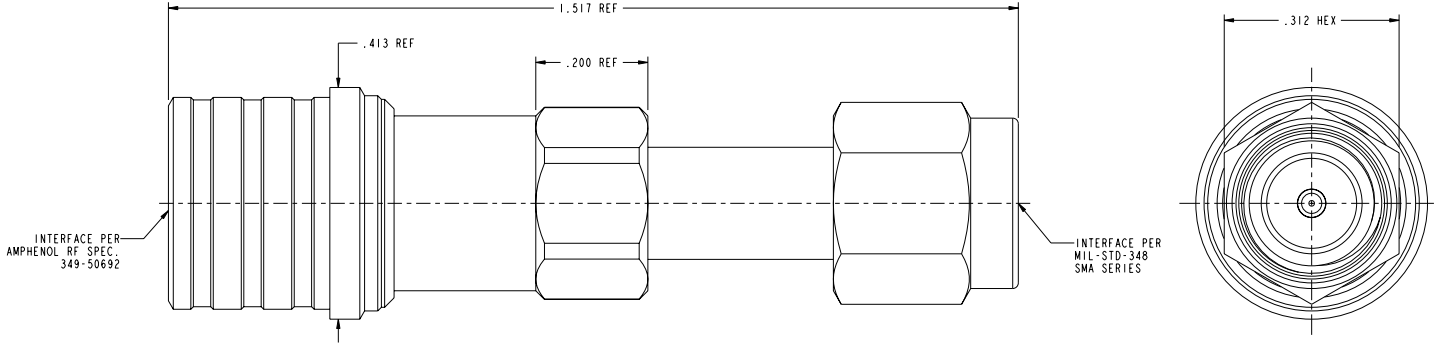 1.517 REF
.312 HEX
.413 REF
.200 REF
INTERFACE PER
AMPHENOL RF SPEC.
349-50692
INTERFACE PER
MIL-STD-348
SMA SERIES